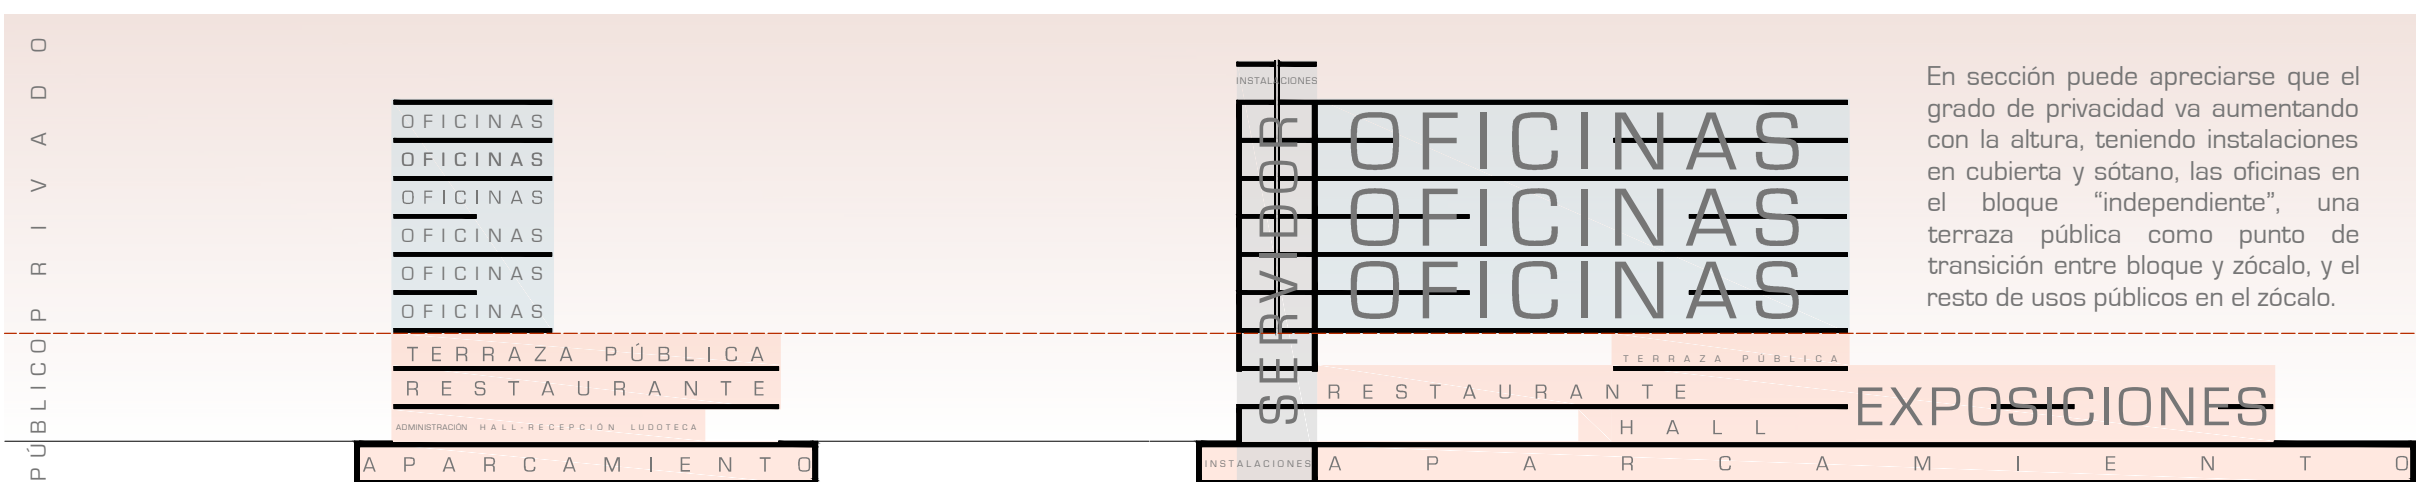 PRIVADO
PÚBLICO
OFICINAS
OFICINAS
OFICINAS
OFICINAS
OFICINAS
OFICINAS
TERRAZA PÚBLICA
RESTAURANTE
ADMINISTRACIÓN HALL-RECEPCIÓN LUDOTECA
APARCAMIENTO
INSTALACIONES
SERVIDOR
OFICINAS
OFICINAS
OFICINAS
TERRAZA PÚBLICA
RESTAURANTE
EXPOSICIONES
HALL
INSTALACIONES
APARCAMIENTO
En sección puede apreciarse que el
grado de privacidad va aumentando
con la altura, teniendo instalaciones
en cubierta y sótano, las oficinas en
el bloque “independiente”, una
terraza pública como punto de
transición entre bloque y zócalo, y el
resto de usos públicos en el zócalo.